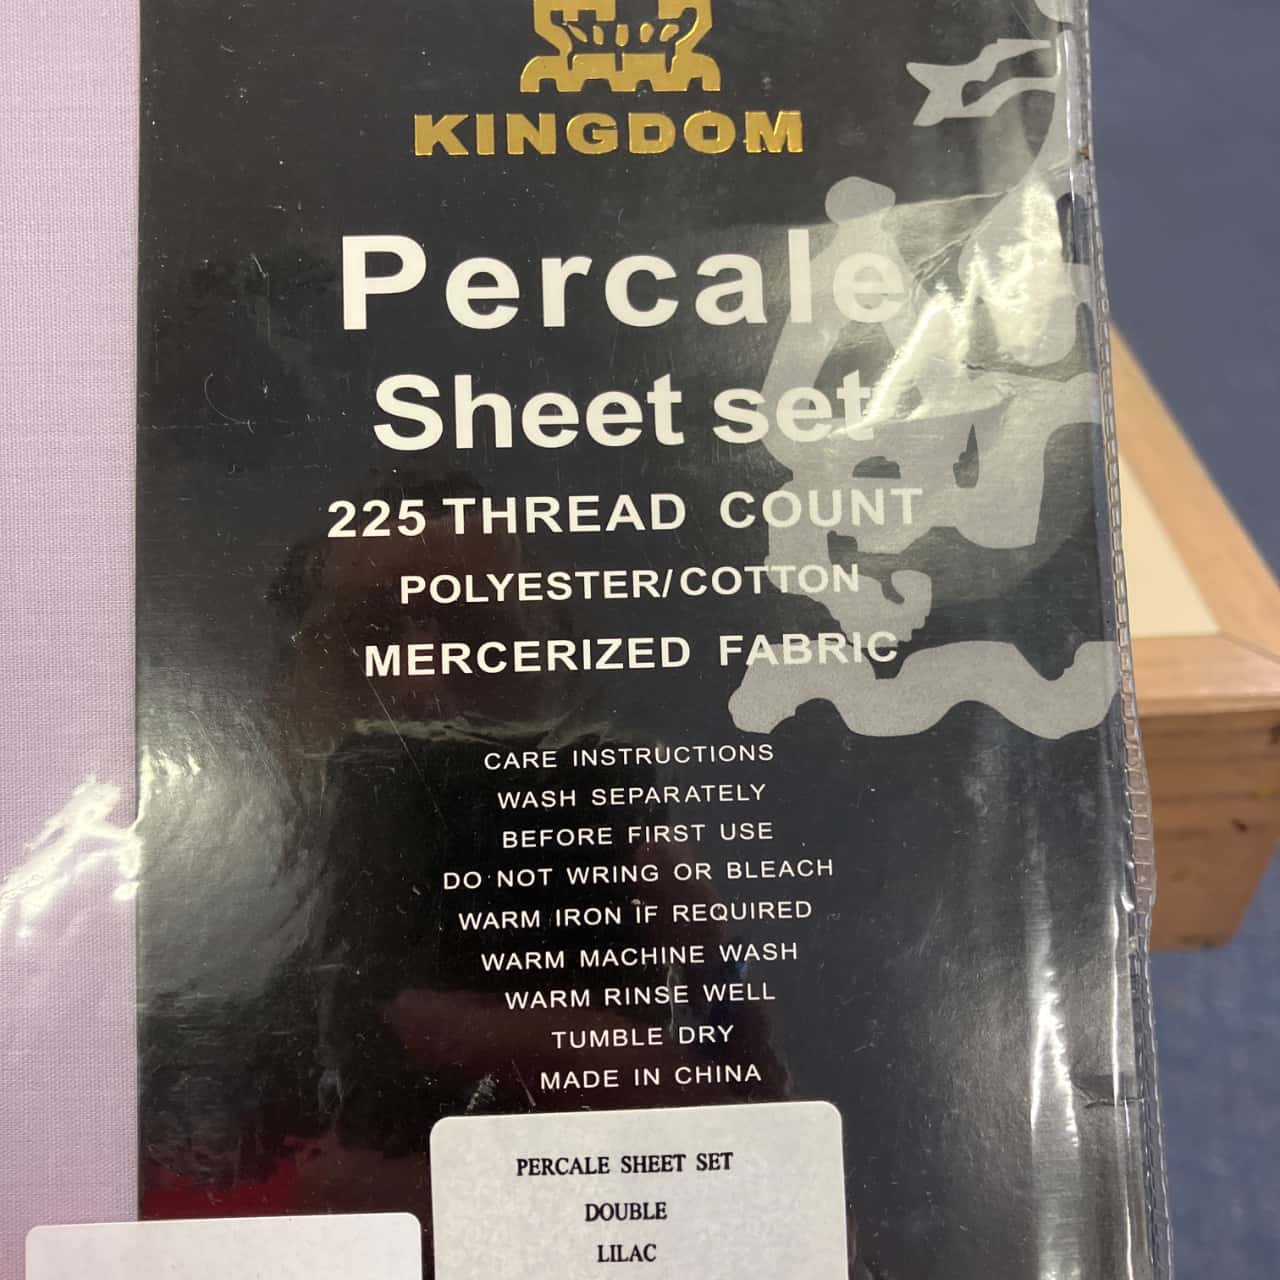 KINGDOM
Percale
Sheet set
225 THREAD COUNT
POLYESTER/COTTON
MERCERIZED FABRIC
CARE INSTRUCTIONS
WASH SEPARATELY
BEFORE FIRST USE
DO NOT WRING OR BLEACH
WARM IRON IF REQUIRED
WARM MACHINE WASH
WARM RINSE WELL
TUMBLE DRY
MADE IN CHINA
PERCALE SHEET SET
DOUBLE
LILAC